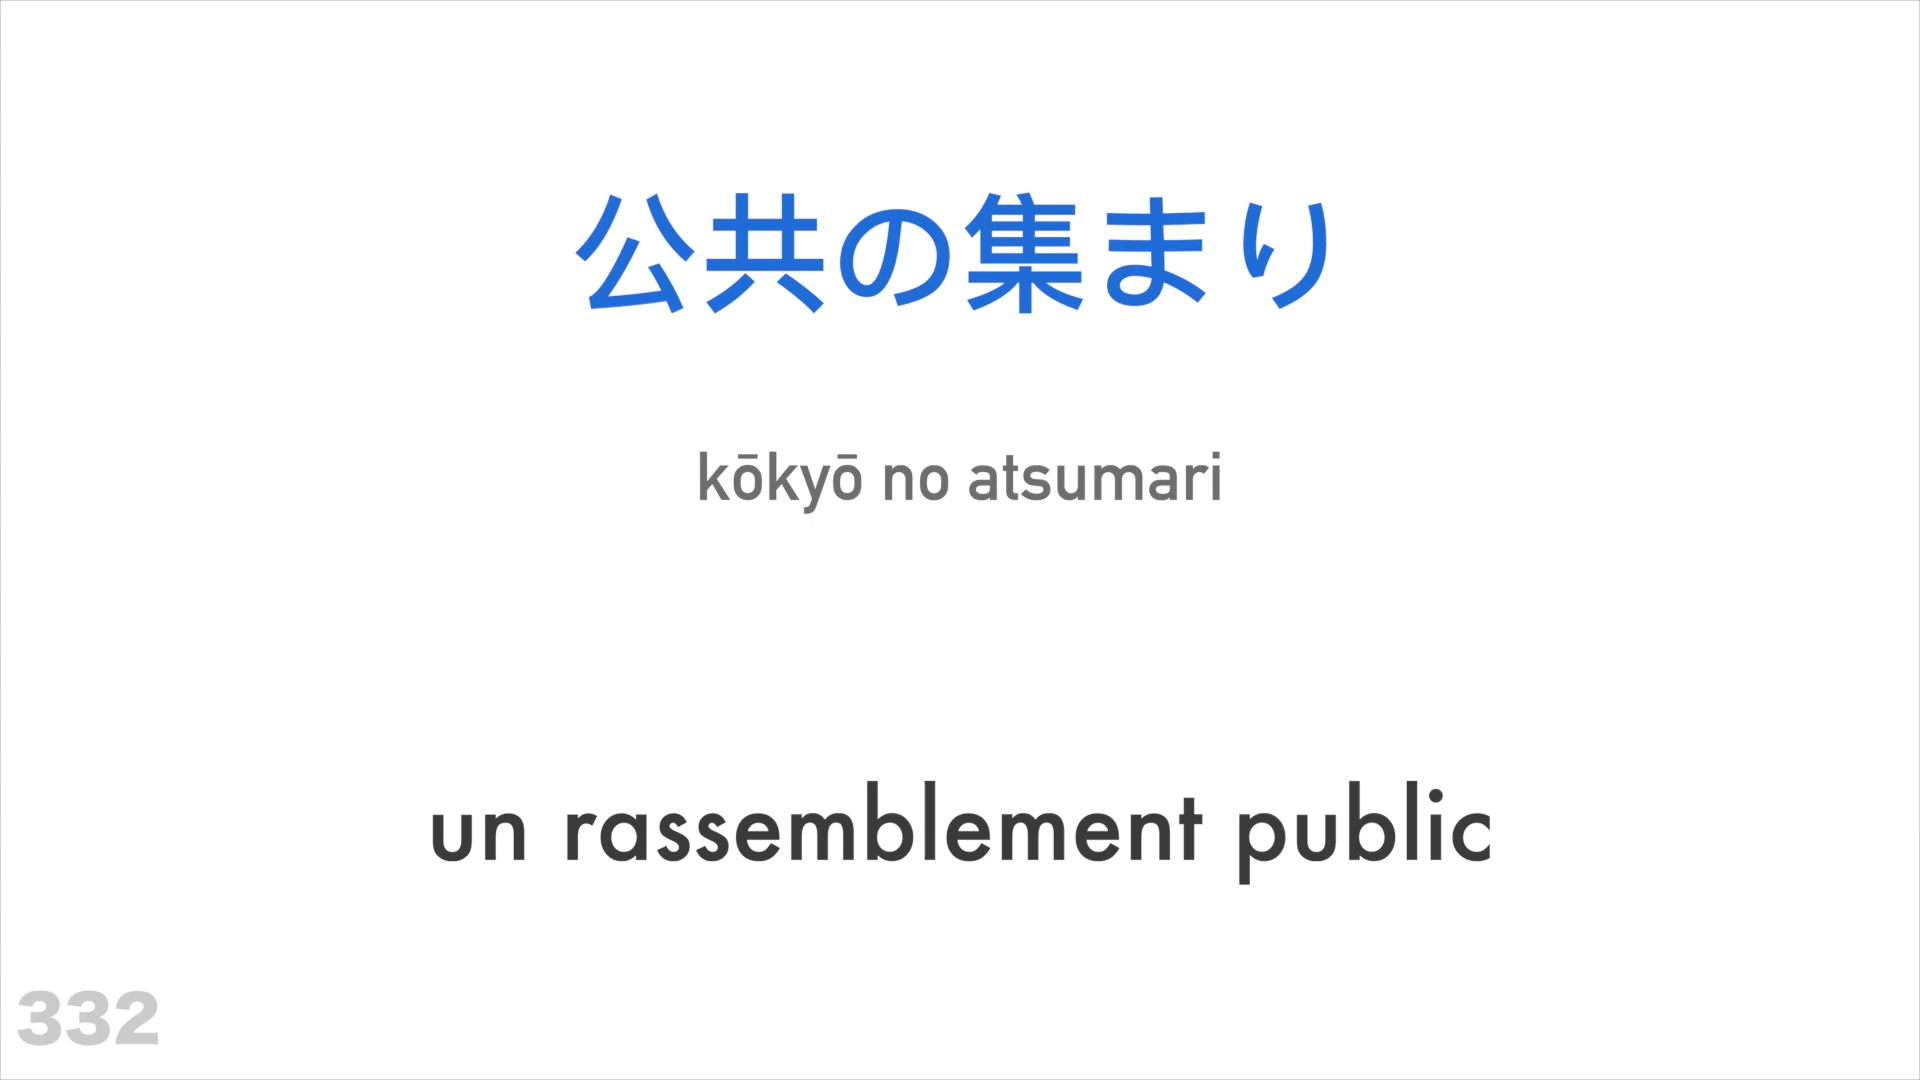 公共の集まり
kōkyō no atsumari
un rassemblement public
332